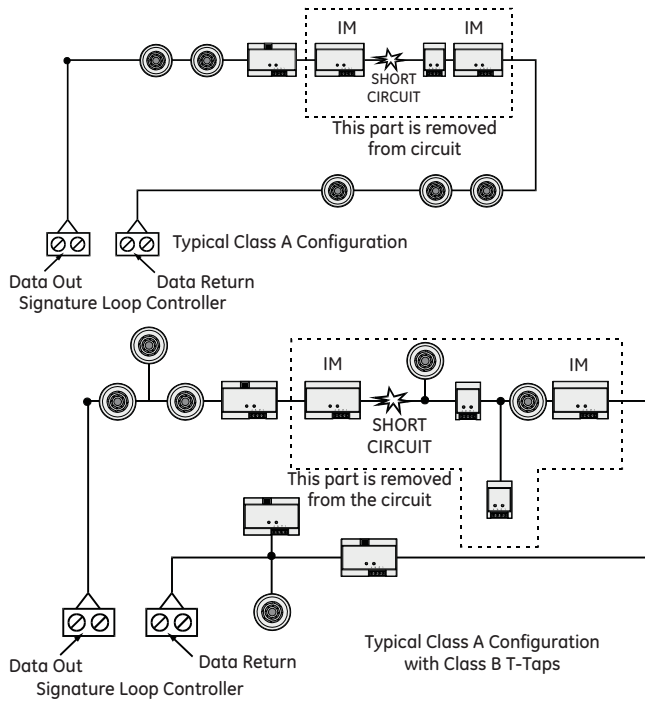 IM
IM
SHORT
CIRCUIT
This part is removed
from circuit
Typical Class A Configuration
Data Out
Data Return
Signature Loop Controller
IM
IM
SHORT
CIRCUIT
This part is removed
from the circuit
Typical Class A Configuration
with Class B T-Taps
Data Out
Data Return
Signature Loop Controller